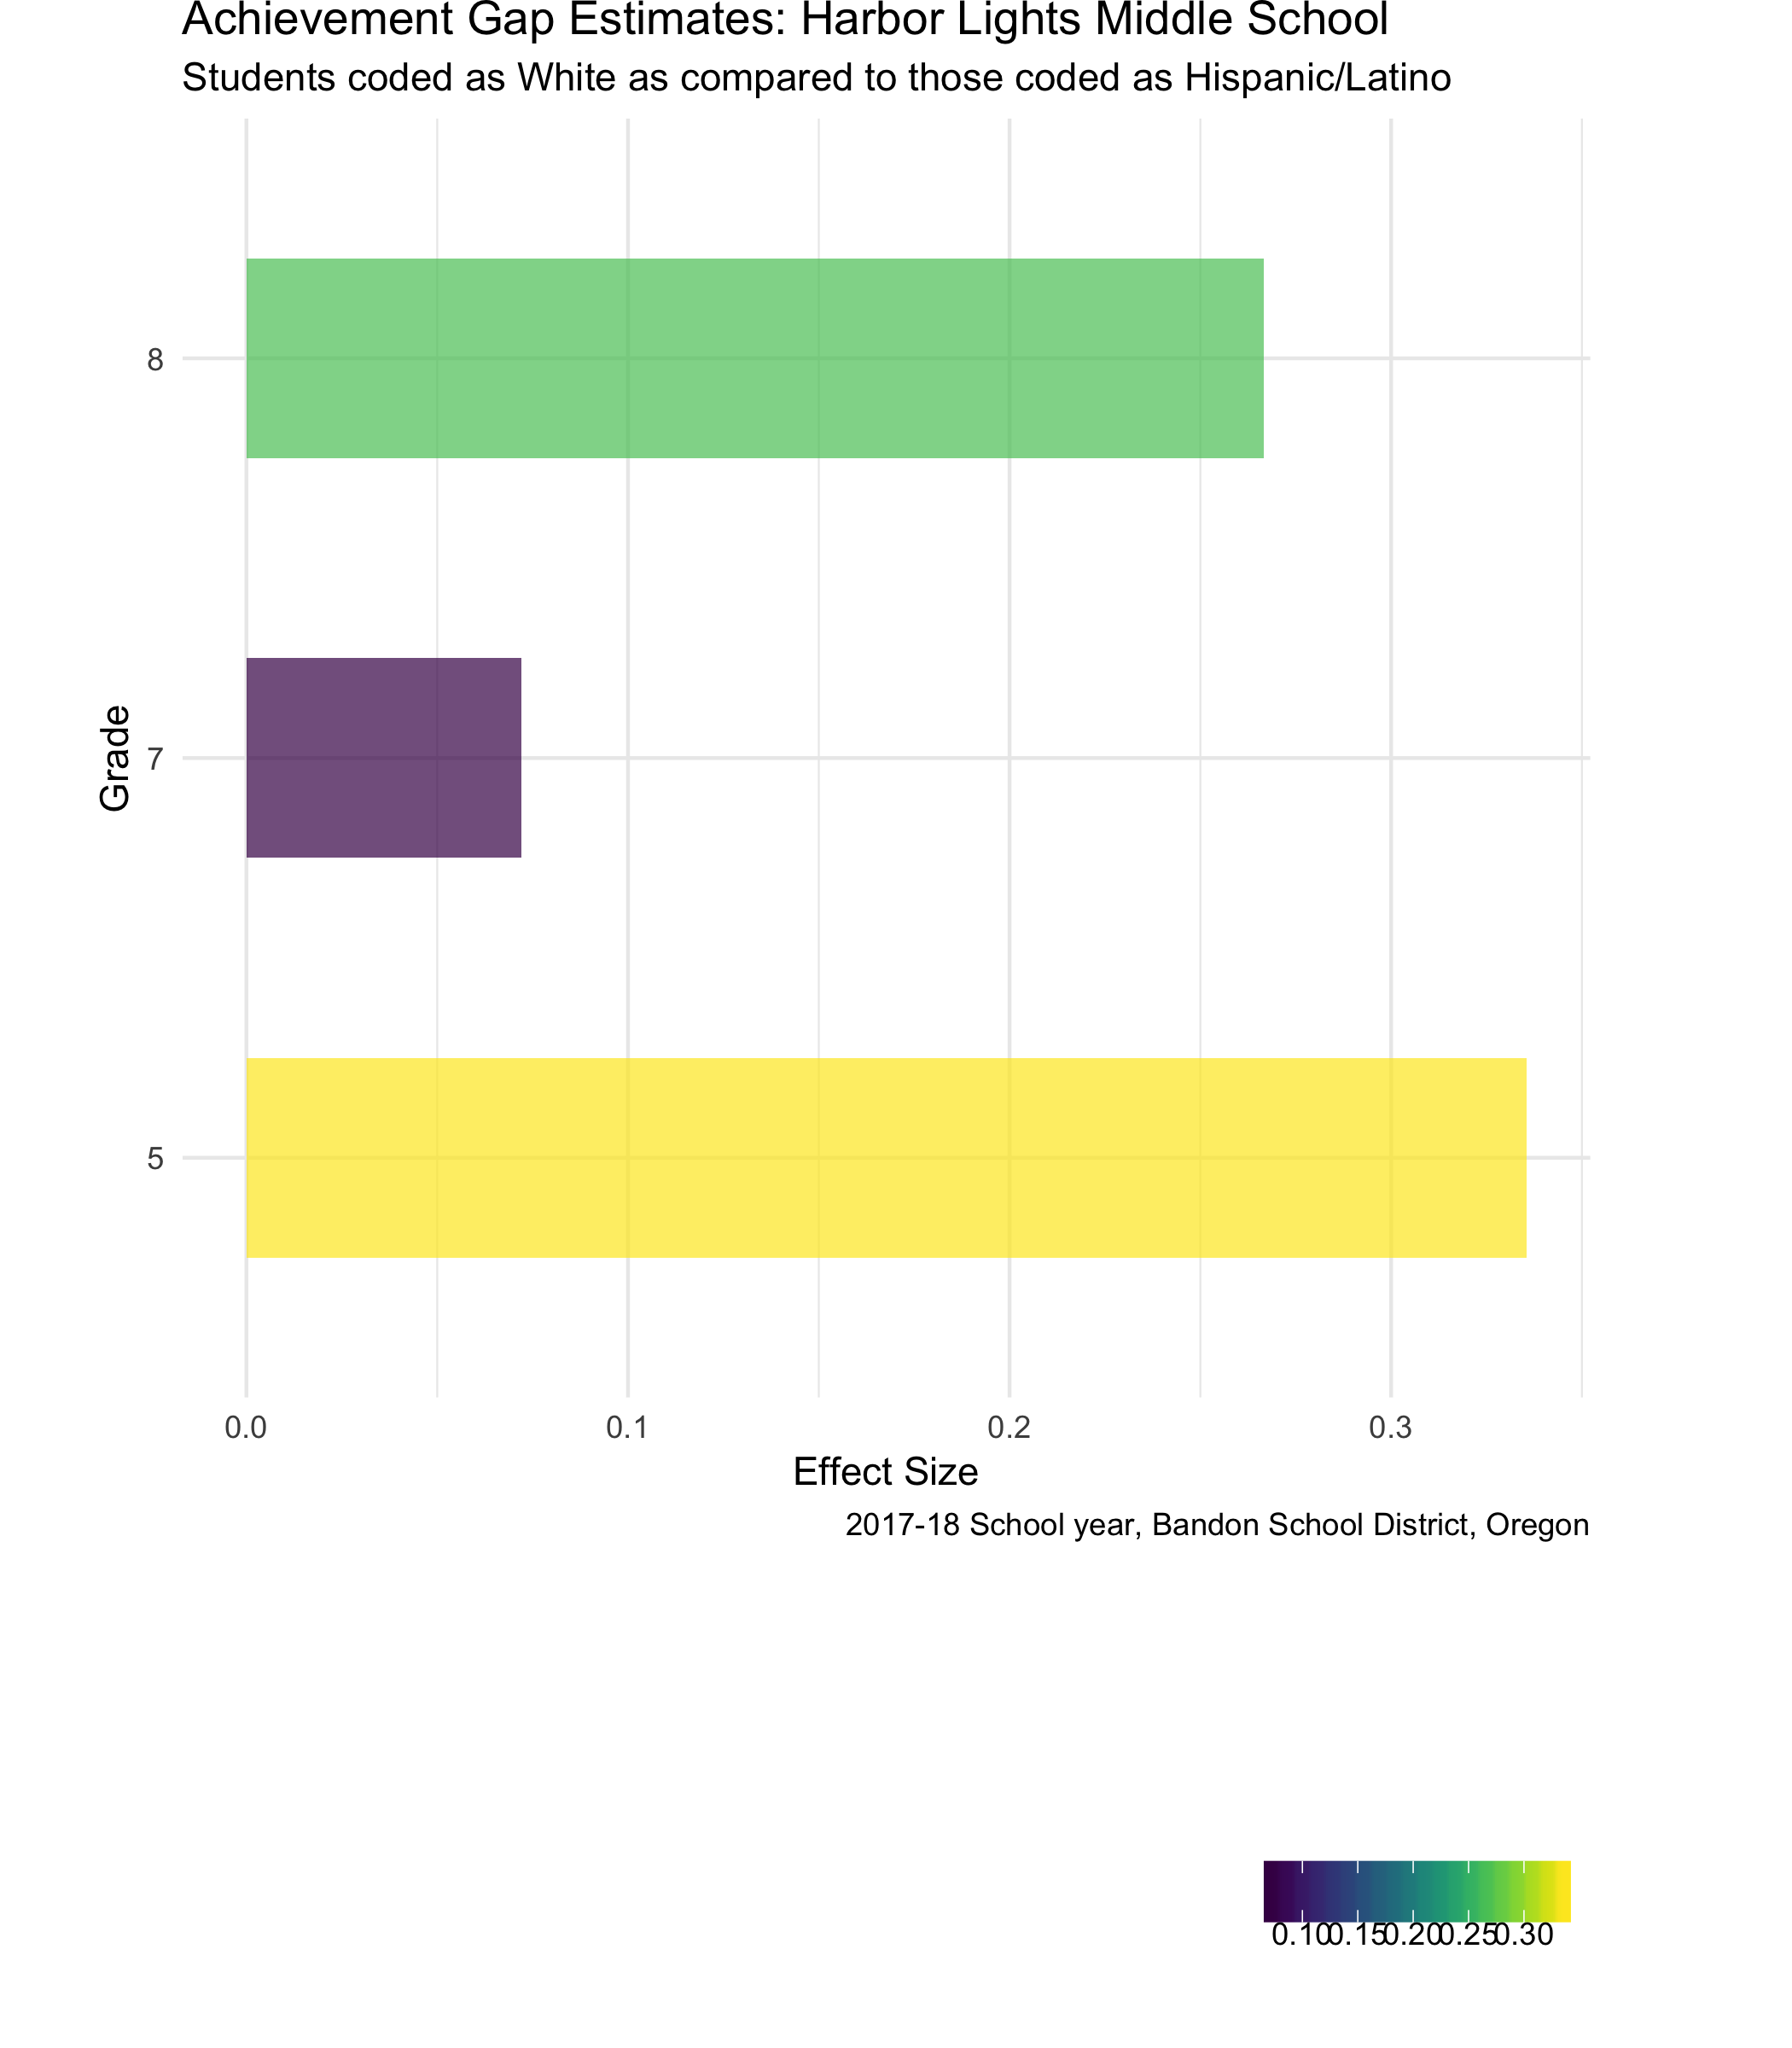 Achievement Gap Estimates: Harbor Lights Middle School
Students coded as White as compared to those coded as Hispanic/Latino
8
7
5
Grade
0.0 0.1 0.2 0.3
Effect Size
2017-18 School year, Bandon School District, Oregon
0.10 0.15 0.20 0.25 0.30